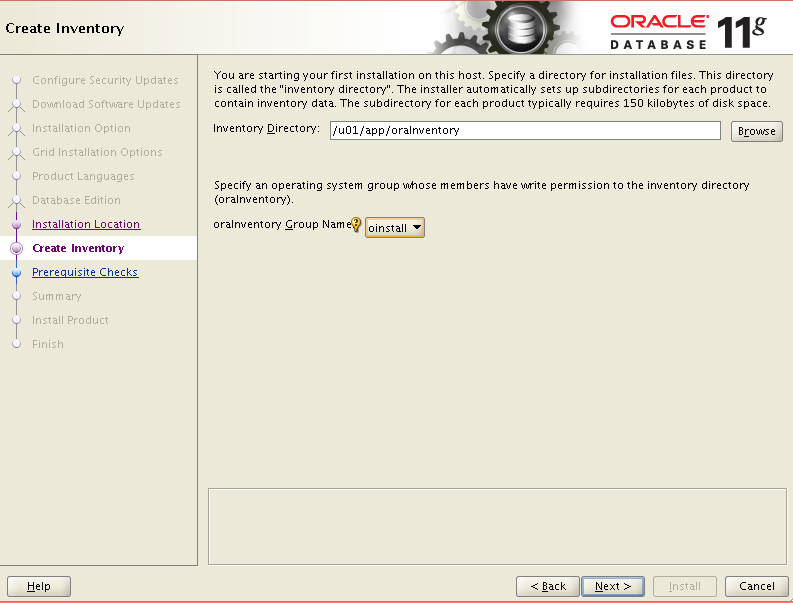 Create Inventory
ORACLE
DATABASE 11g
Configure Security Updates
Download Software Updates
Installation Option
Grid Installation Options
Product Languages
Database Edition
Installation Location
Create Inventory
Prerequisite Checks
Summary
Install Product
Finish
You are starting your first installation on this host. Specify a directory for installation files. This directory
is called the "inventory directory". The installer automatically sets up subdirectories for each product to
contain inventory data. The subdirectory for each product typically requires 150 kilobytes of disk space.
Inventory Directory: /u01/app/oraInventory Browse
Specify an operating system group whose members have write permission to the inventory directory
(oraInventory).
oraInventory Group Name oinstall
Help < Back Next > Install Cancel